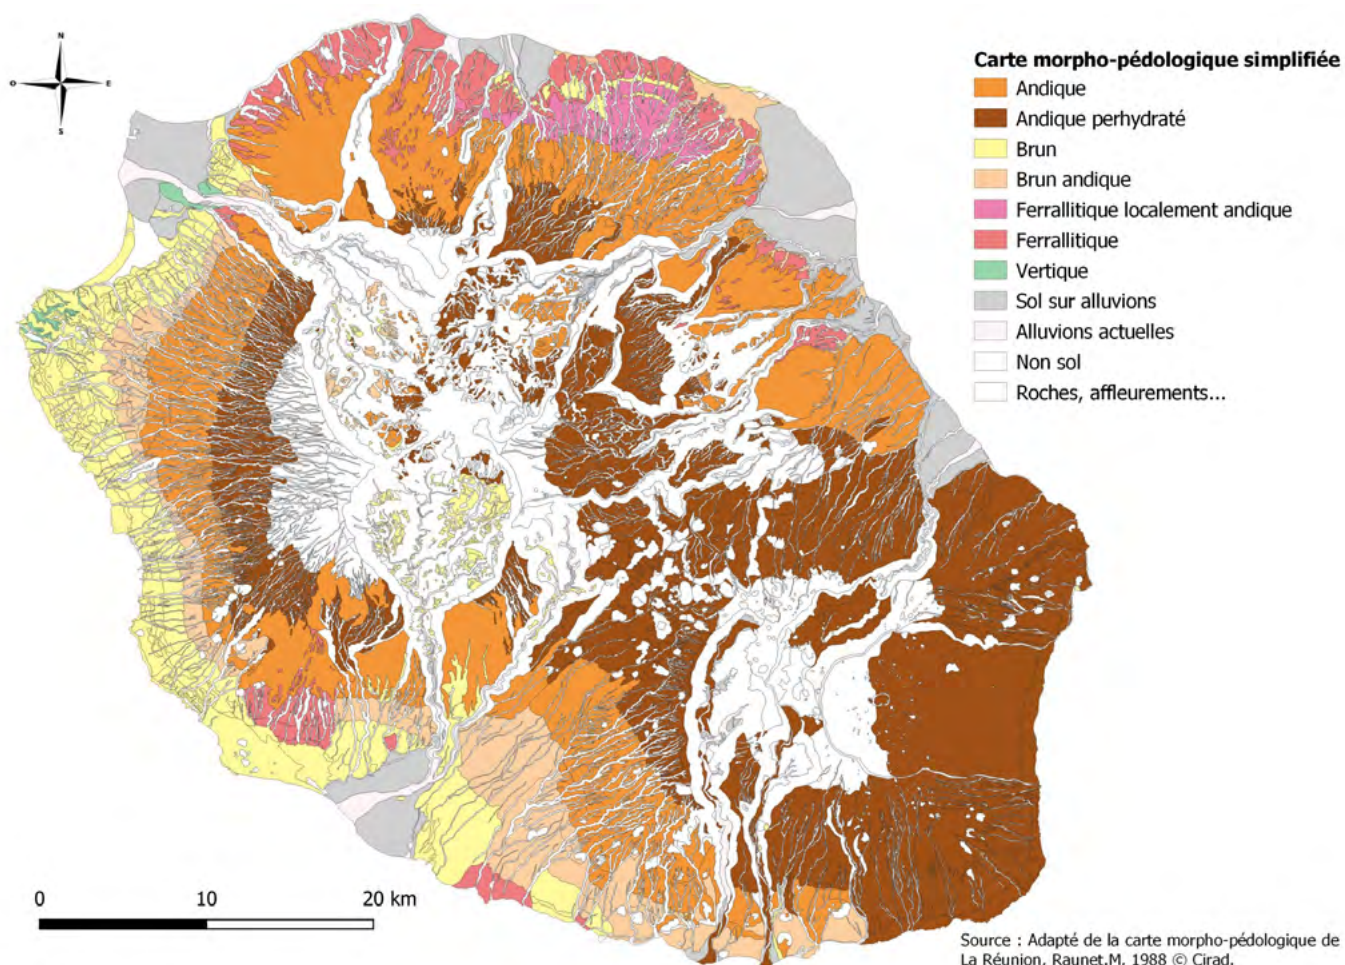 N
O
E
S
Carte morpho-pédologique simplifiée
Andique
Andique perhydraté
Brun
Brun andique
Ferrallitique localement andique
Ferrallitique
Vertique
Sol sur alluvions
Alluvions actuelles
Non sol
Roches, affleurements...
0 10 20 km
Source : Adapté de la carte morpho-pédologique de
La Réunion, Raunet.M, 1988 © Cirad.